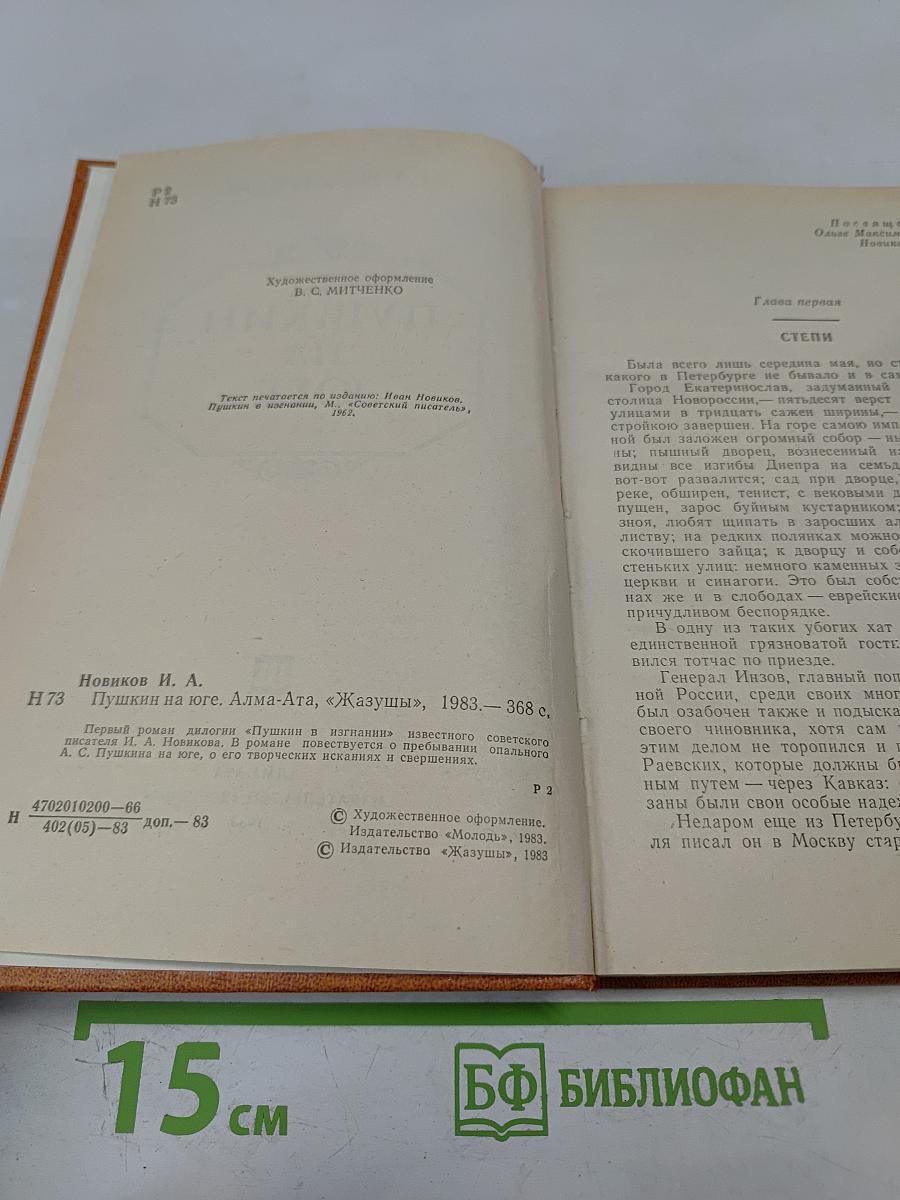 Р 2
Н 73
Художественное оформление
В. С. МИТЧЕНКО
Текст печатается по изданию: Иван Новиков.
Пушкин в изгнании, М., «Советский писатель»,
1962.
Новиков И. А.
Н 73 Пушкин на юге. Алма-Ата, «Жазушы», 1983.— 368 с.
Первый роман дилогии «Пушкин в изгнании» известного советского
писателя И. А. Новикова. В романе повествуется о пребывании опального
А. С. Пушкина на юге, о его творческих исканиях и свершениях.
Р 2
Н 4702010200—66
402(05)—83 доп.— 83
© Художественное оформление.
Издательство «Молодь», 1983.
© Издательство «Жазушы», 1983
Посвящ
Ольге Максим
Новик
Глава первая
СТЕПИ
Была всего лишь середина мая, но
какого в Петербурге не бывало и в
Город Екатеринослав, задуманный
столица Новороссии,— пятьдесят верст
улицами в тридцать сажен ширины,—
стройкою завершен. На горе самою
ной был заложен огромный собор —
ны; пышный дворец, вознесенный
видны все изгибы Днепра на
вот-вот развалится; сад при дворце,
реке, обширен, тенист, с вековыми
пущен, зарос буйным кустарником;
зноя, любят щипать в заросших
листву; на редких полянках можно
скочившего зайца; к дворцу и
стеньких улиц: немного каменных
церкви и синагоги. Это был
нах же и в слободах — еврейские
причудливом беспорядке.
В одну из таких убогих хат
единственной грязноватой
вился тотчас по приезде.
Генерал Инзов, главный
ной России, среди своих
был озабочен также и
своего чиновника, хотя сам
этим делом не торопился и
Раевских, которые должны
ным путем — через Кавказ:
заны были свои особые
Недаром еще из
ля писал он в Москву
15 см
БФ БИБЛИОФАН